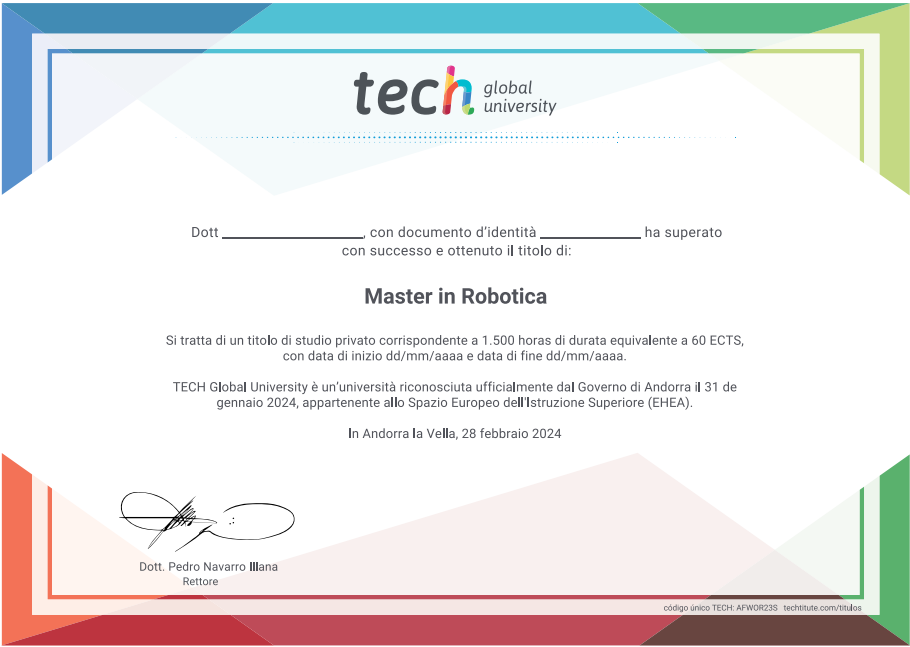 tech global university
Dott ____________________, con documento d'identità ______________ ha superato
con successo e ottenuto il titolo di:
Master in Robotica
Si tratta di un titolo di studio privato corrispondente a 1.500 horas di durata equivalente a 60 ECTS,
con data di inizio dd/mm/aaaa e data di fine dd/mm/aaaa.
TECH Global University è un'università riconosciuta ufficialmente dal Governo di Andorra il 31 de
gennaio 2024, appartenente allo Spazio Europeo dell'Istruzione Superiore (EHEA).
In Andorra la Vella, 28 febbraio 2024
Dott. Pedro Navarro Illana
Rettore
código único TECH: AFWOR23S techtitute.com/titulos